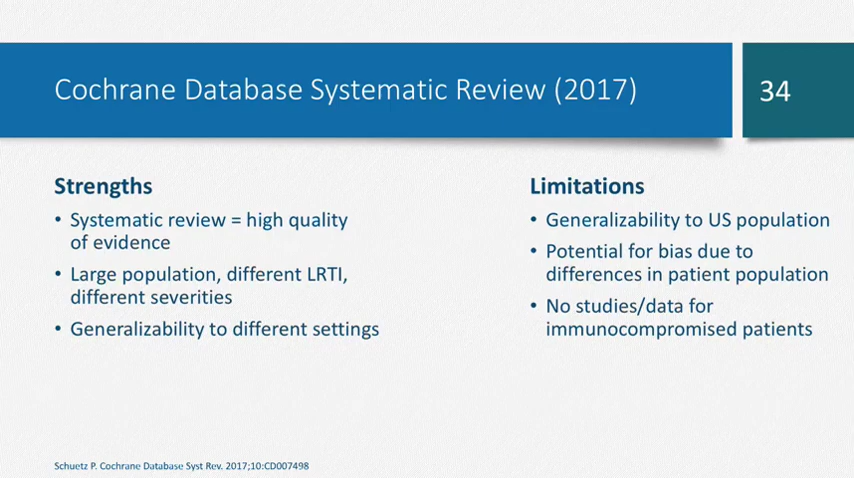 Cochrane Database Systematic Review (2017)
34
Strengths
• Systematic review = high quality
of evidence
• Large population, different LRTI,
different severities
• Generalizability to different settings
Limitations
• Generalizability to US population
• Potential for bias due to
differences in patient population
• No studies/data for
immunocompromised patients
Schuetz P. Cochrane Database Syst Rev. 2017;10:CD007498